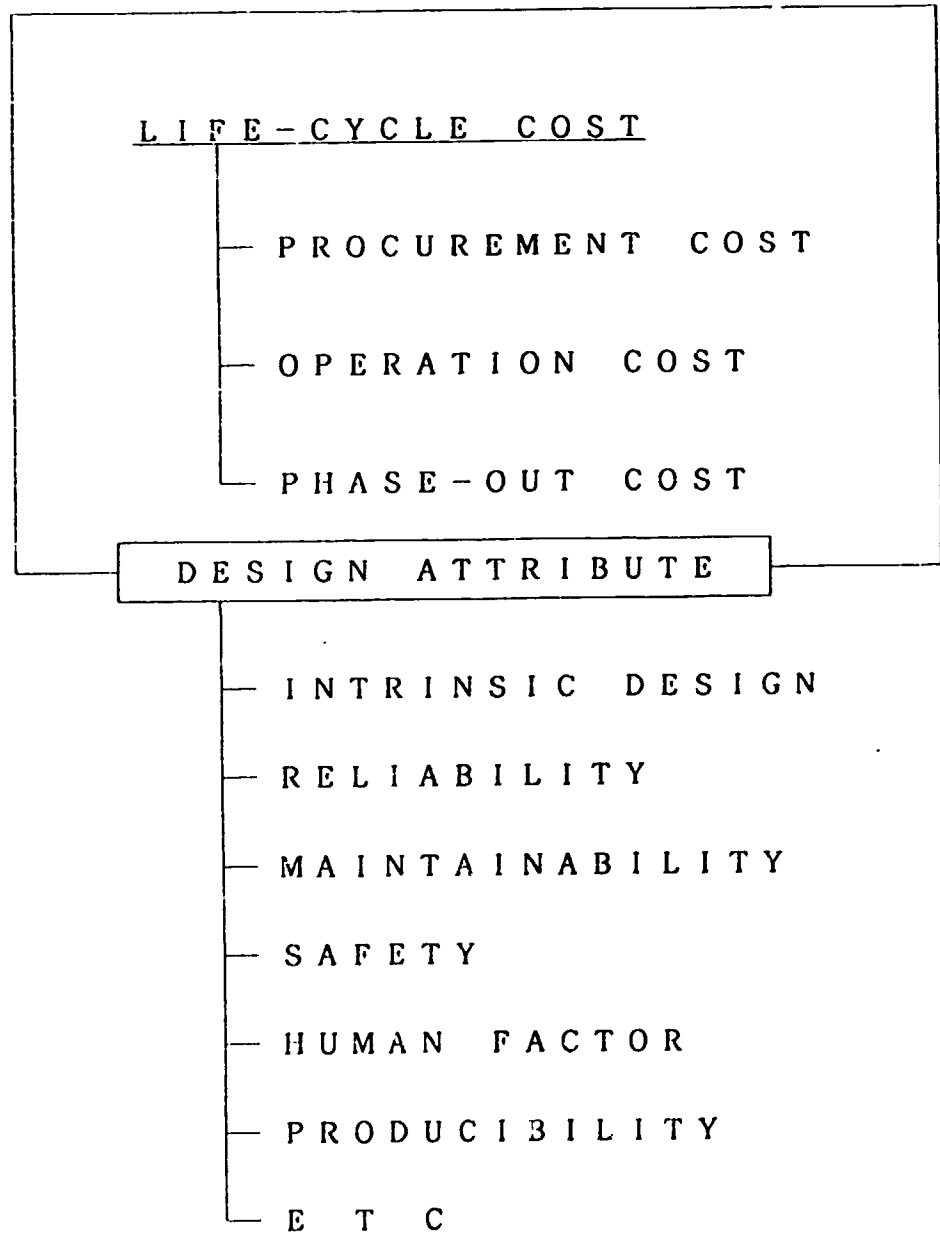 LIFE-CYCLE COST
PROCUREMENT COST
OPERATION COST
PHASE-OUT COST
DESIGN ATTRIBUTE
INTRINSIC DESIGN
RELIABILITY
MAINTAINABILITY
SAFETY
HUMAN FACTOR
PRODUCIBILITY
ETC